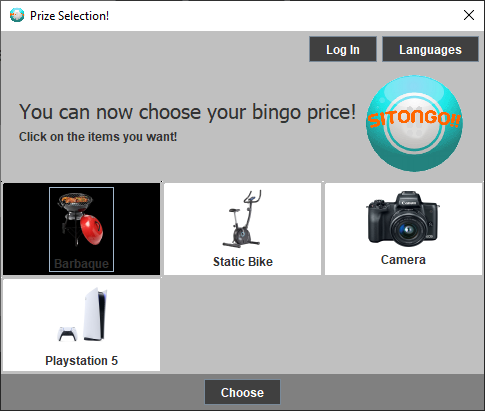 Prize Selection!
Log In
Languages
You can now choose your bingo price!
Click on the items you want!
SITONGON
Barbaque
Static Bike
Canon
Camera
Playstation 5
Choose